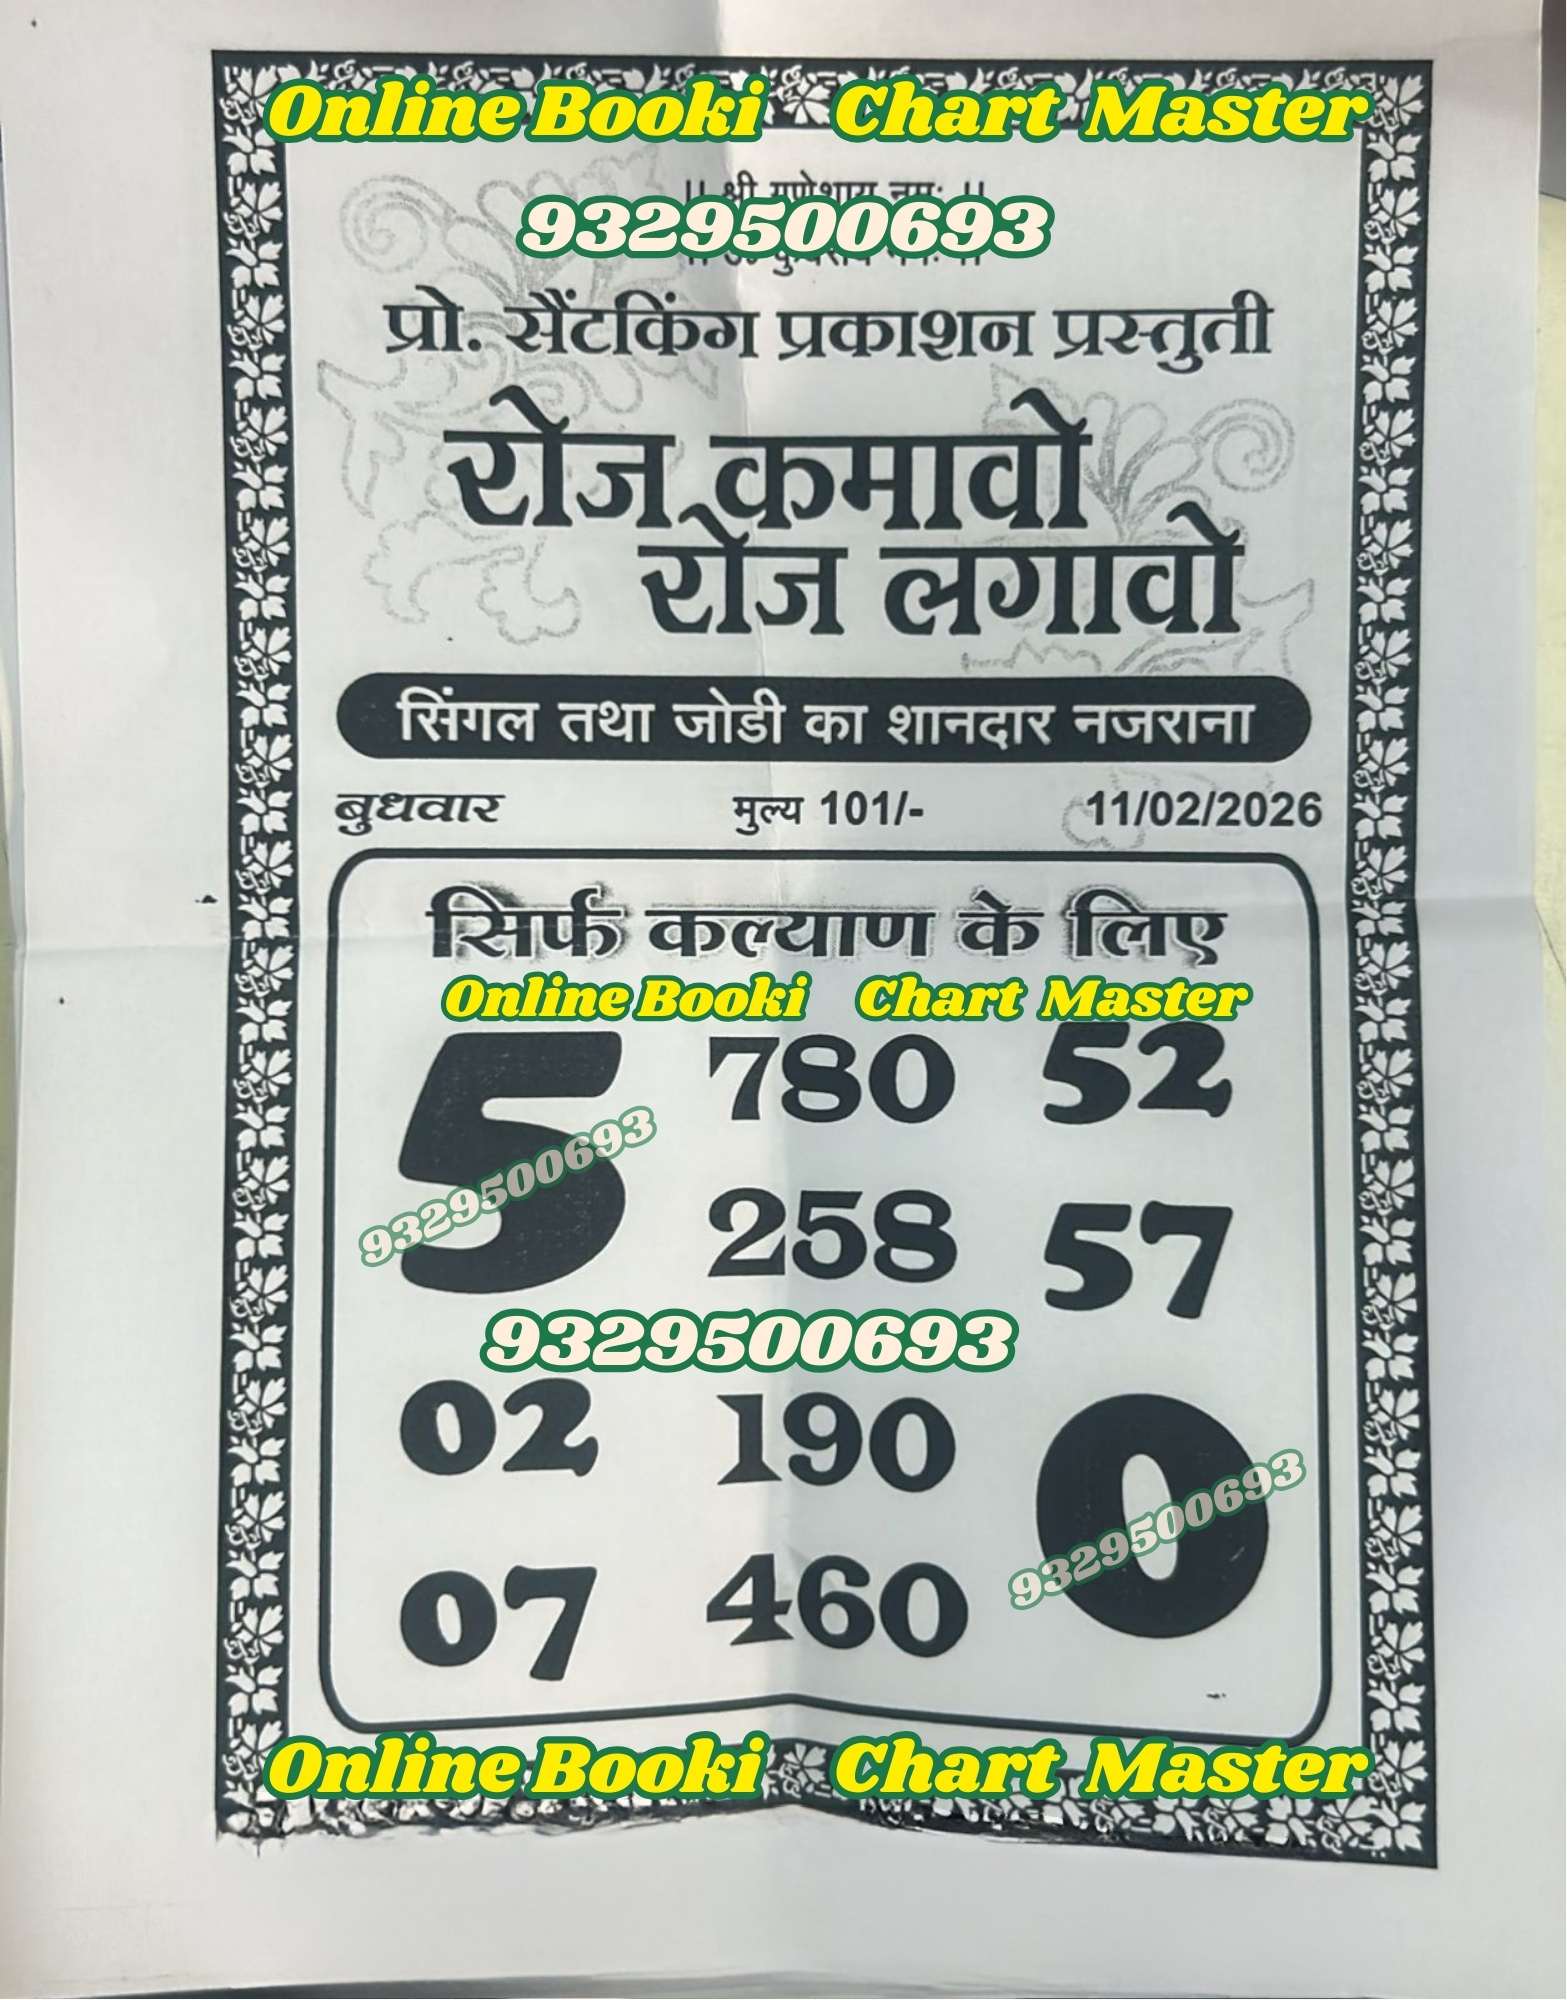 Online Booki Chart Master
|| श्री गणेशाय नमः ||
9329500693
प्रो. सैंटकिंग प्रकाशन प्रस्तुती
रोज कमावो
रोज लगावो
सिंगल तथा जोडी का शानदार नजराना
बुधवार मुल्य 101/- 11/02/2026
सिर्फ कल्याण के लिए
Online Booki Chart Master
5 780 52
9329500693
258 57
9329500693
02 190 0
9329500693
07 460
Online Booki Chart Master